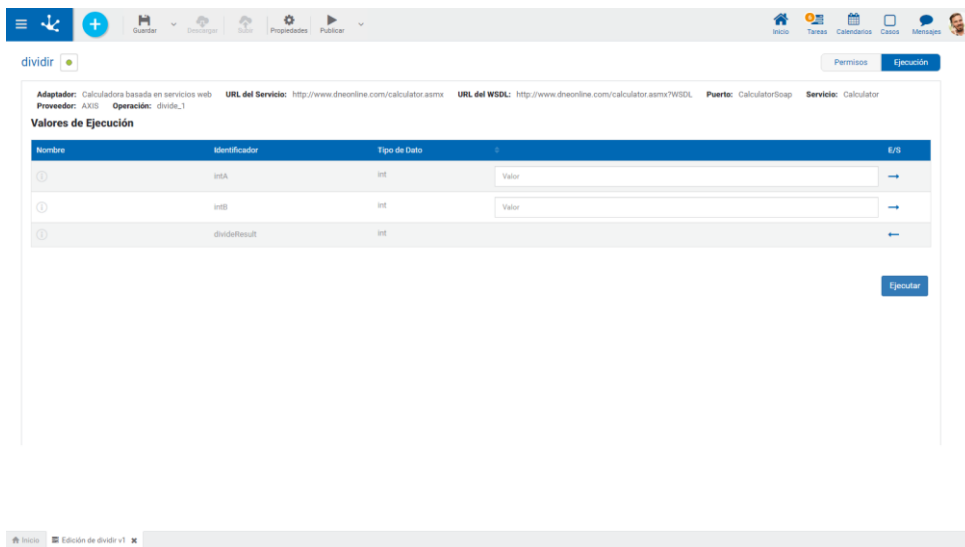 Guardar Descargar Subir Propiedades Publicar Inicio Tareas Calendarios Casos Mensajes
dividir Permisos Ejecución
Adaptador: Calculadora basada en servicios web URL del Servicio: http://www.dneonline.com/calculator.asmx URL del WSDL: http://www.dneonline.com/calculator.asmx?WSDL Puerto: CalculatorSoap Servicio: Calculator
Proveedor: AXIS Operación: divide_1
Valores de Ejecución
Nombre Identificador Tipo de Dato E/S
intA int Valor
intB int Valor
divideResult int
Ejecutar
Inicio Edición de dividir v1